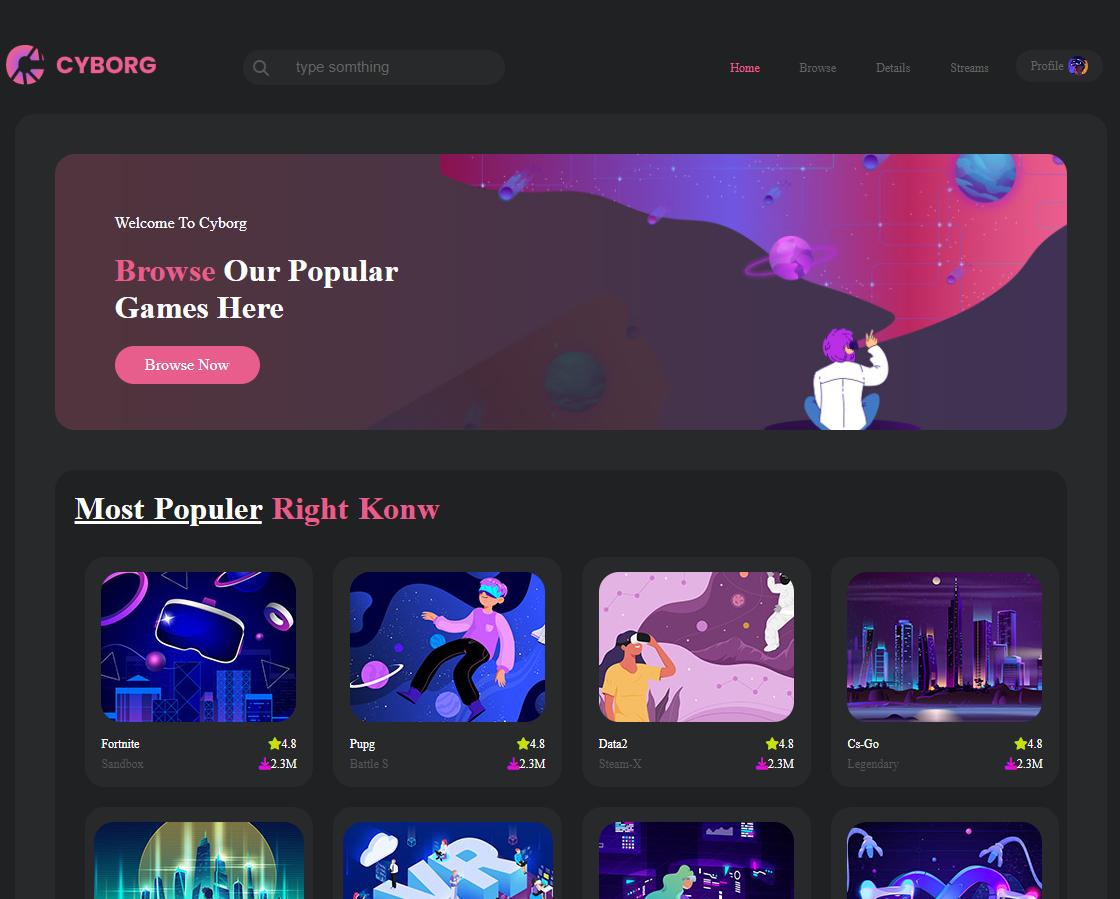 CYBORG
type somthing
Home
Browse
Details
Streams
Profile
Welcome To Cyborg
Browse Our Popular
Games Here
Browse Now
Most Populer Right Konw
Fortnite
4.8
Sandbox
2.3M
Pupg
4.8
Battle S
2.3M
Data2
4.8
Steam-X
2.3M
Cs-Go
4.8
Legendary
2.3M